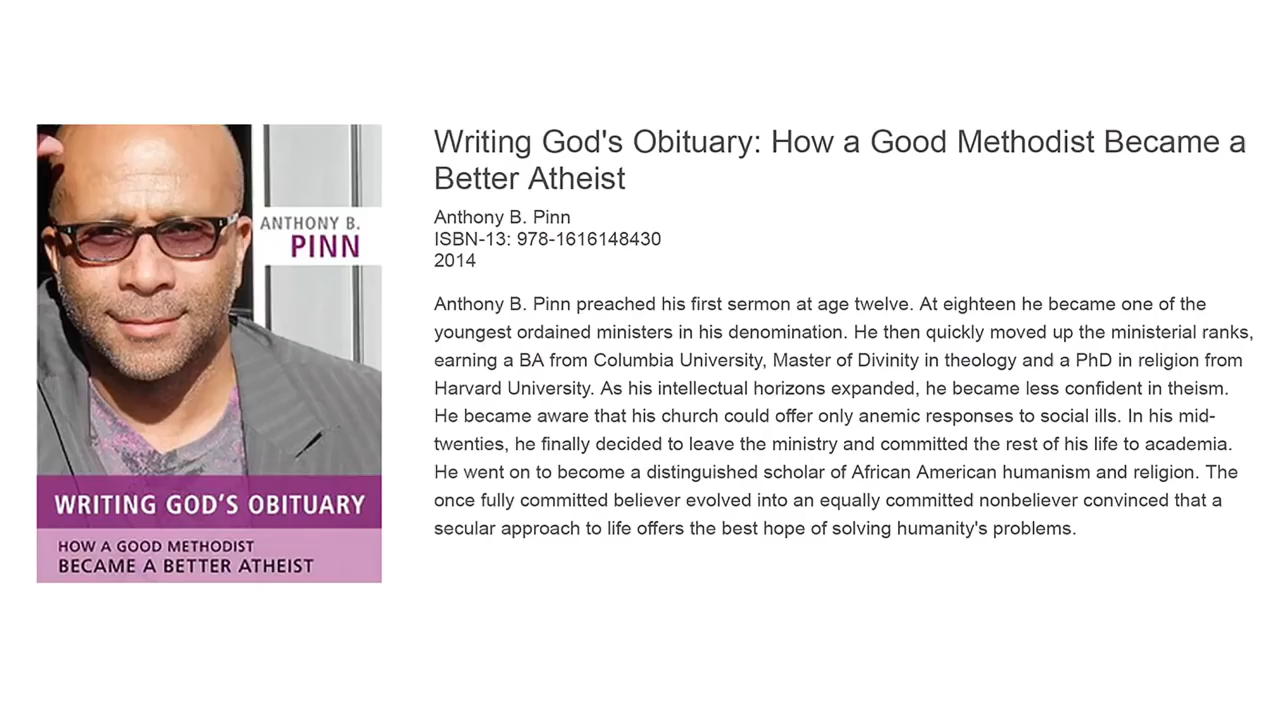 ANTHONY B.
PINN
WRITING GOD'S OBITUARY
HOW A GOOD METHODIST
BECAME A BETTER ATHEIST
Writing God's Obituary: How a Good Methodist Became a
Better Atheist
Anthony B. Pinn
ISBN-13: 978-1616148430
2014
Anthony B. Pinn preached his first sermon at age twelve. At eighteen he became one of the
youngest ordained ministers in his denomination. He then quickly moved up the ministerial ranks,
earning a BA from Columbia University, Master of Divinity in theology and a PhD in religion from
Harvard University. As his intellectual horizons expanded, he became less confident in theism.
He became aware that his church could offer only anemic responses to social ills. In his mid-
twenties, he finally decided to leave the ministry and committed the rest of his life to academia.
He went on to become a distinguished scholar of African American humanism and religion. The
once fully committed believer evolved into an equally committed nonbeliever convinced that a
secular approach to life offers the best hope of solving humanity's problems.